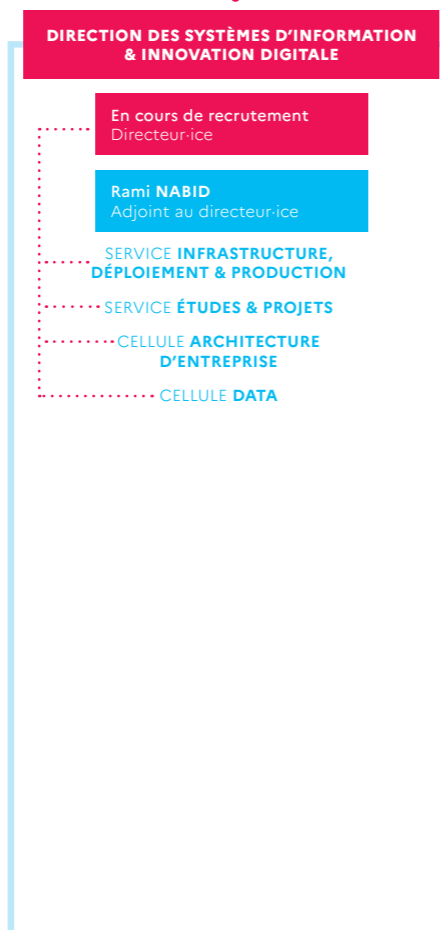 DIRECTION DES SYSTÈMES D’INFORMATION
& INNOVATION DIGITALE
En cours de recrutement
Directeur·ice
Rami NABID
Adjoint au directeur·ice
SERVICE INFRASTRUCTURE,
DÉPLOIEMENT & PRODUCTION
SERVICE ÉTUDES & PROJETS
CELLULE ARCHITECTURE
D’ENTREPRISE
CELLULE DATA